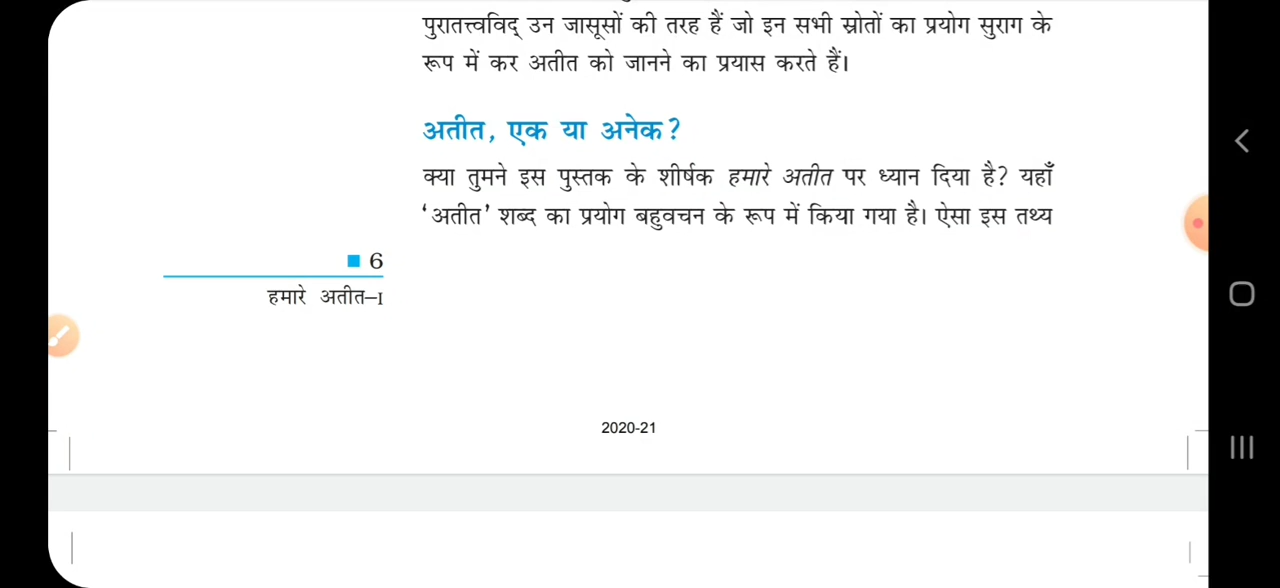 पुरातत्त्वविद् उन जासूसों की तरह हैं जो इन सभी स्रोतों का प्रयोग सुराग के
रूप में कर अतीत को जानने का प्रयास करते हैं।
अतीत, एक या अनेक?
क्या तुमने इस पुस्तक के शीर्षक हमारे अतीत पर ध्यान दिया है? यहाँ
‘अतीत’ शब्द का प्रयोग बहुवचन के रूप में किया गया है। ऐसा इस तथ्य
6
हमारे अतीत–I
2020-21